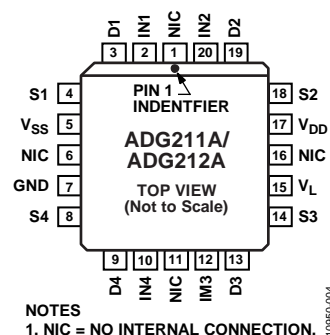 D1 IN1 NIC IN2 D2
3 2 1 20 19
S1 4
VSS 5
NIC 6
GND 7
S4 8
PIN 1
INDENTFIER
ADG211A/
ADG212A
TOP VIEW
(Not to Scale)
18 S2
17 VDD
16 NIC
15 VL
14 S3
9 10 11 12 13
D4 IN4 NIC IM3 D3
NOTES
1. NIC = NO INTERNAL CONNECTION.